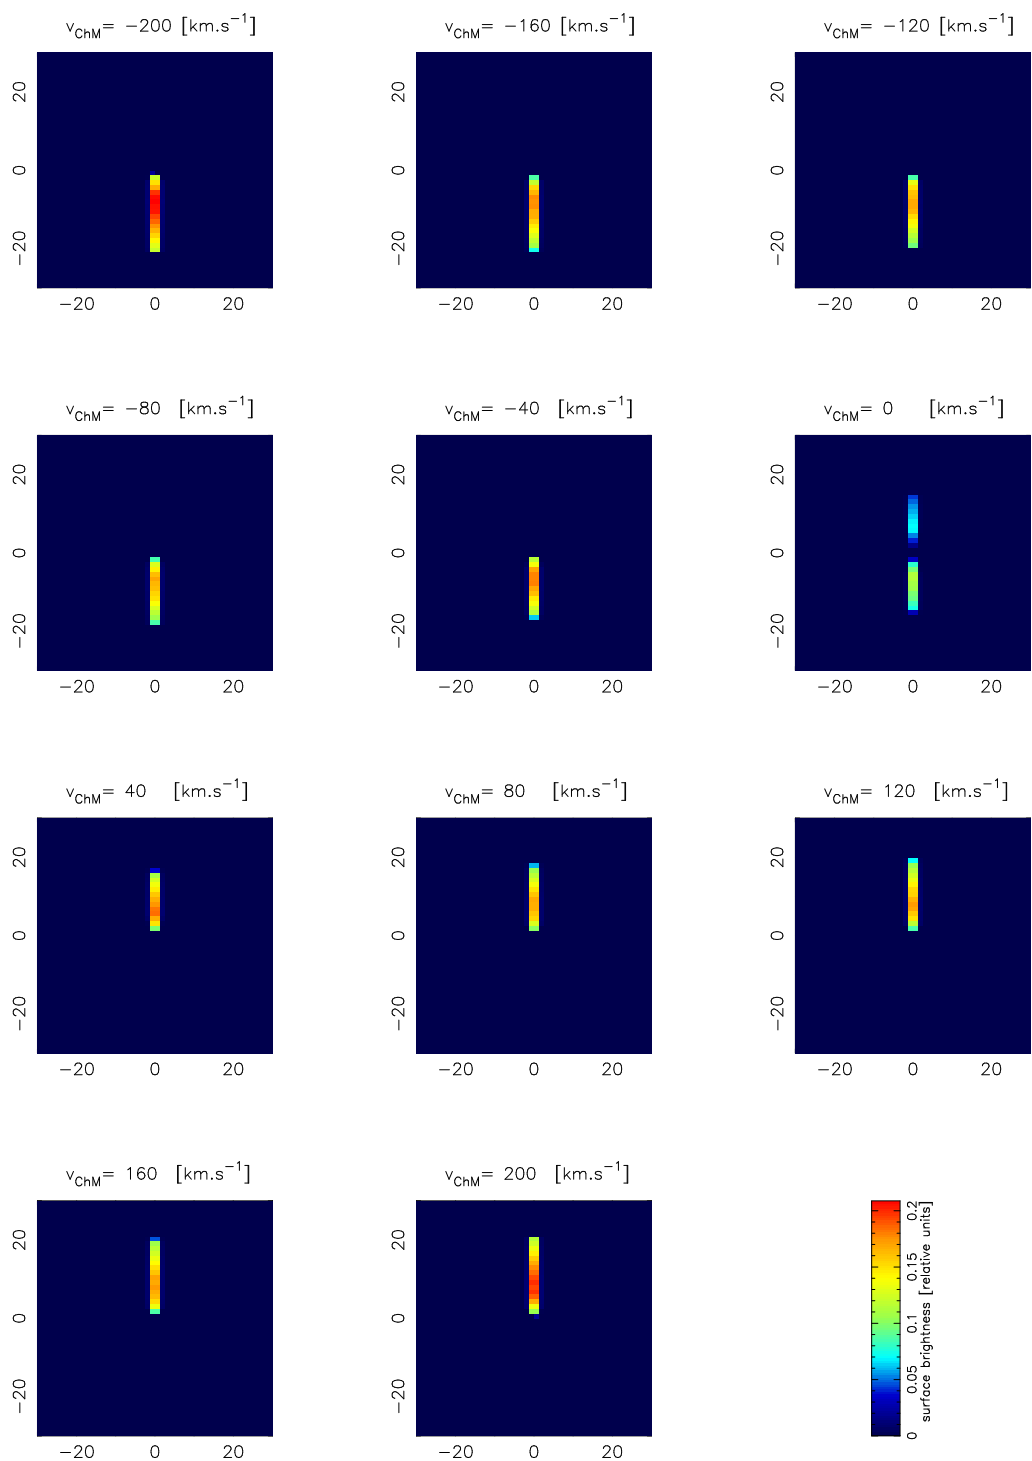 v_ChM= −200 [km.s⁻¹]
v_ChM= −160 [km.s⁻¹]
v_ChM= −120 [km.s⁻¹]
20
0
−20
−20 0 20
20
0
−20
−20 0 20
20
0
−20
−20 0 20
v_ChM= −80 [km.s⁻¹]
v_ChM= −40 [km.s⁻¹]
v_ChM= 0 [km.s⁻¹]
20
0
−20
−20 0 20
20
0
−20
−20 0 20
20
0
−20
−20 0 20
v_ChM= 40 [km.s⁻¹]
v_ChM= 80 [km.s⁻¹]
v_ChM= 120 [km.s⁻¹]
20
0
−20
−20 0 20
20
0
−20
−20 0 20
20
0
−20
−20 0 20
v_ChM= 160 [km.s⁻¹]
v_ChM= 200 [km.s⁻¹]
20
0
−20
−20 0 20
20
0
−20
−20 0 20
0 0.05 0.1 0.15 0.2
surface brightness [relative units]